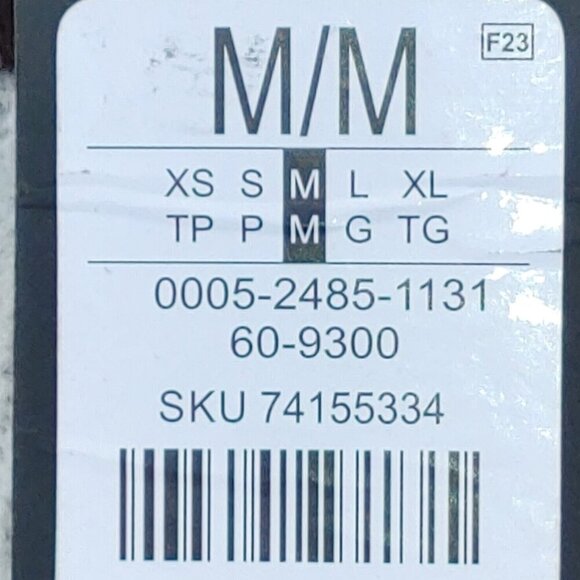 M/M
F23
XS S M L XL
TP P M G TG
0005-2485-1131
60-9300
SKU 74155334